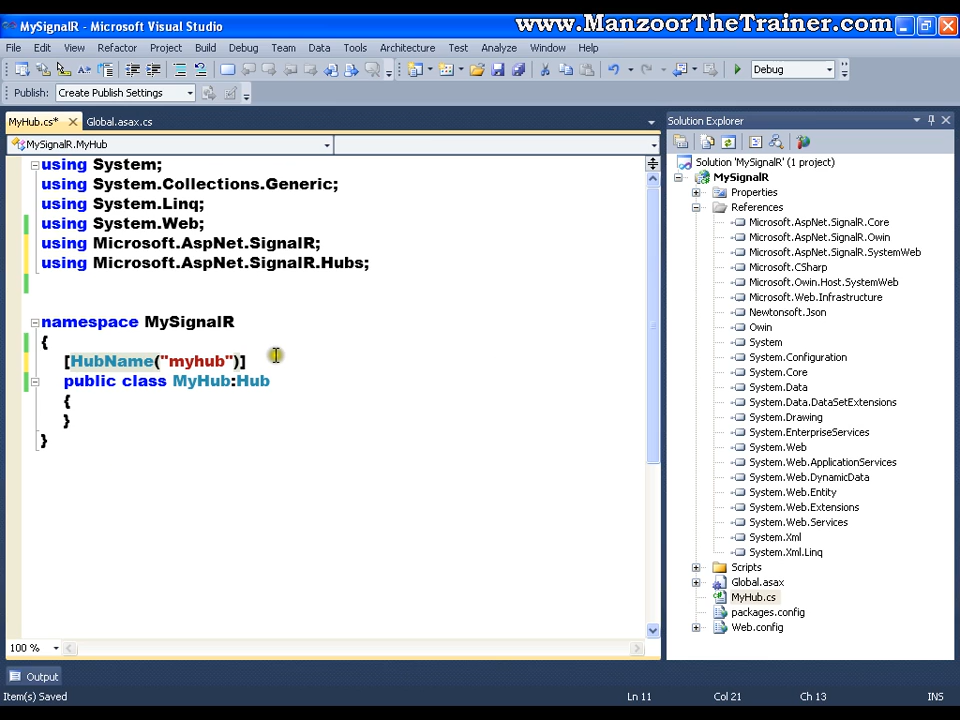 MySignalR - Microsoft Visual Studio
www.ManzoorTheTrainer.com
File Edit View Refactor Project Build Debug Team Data Tools Architecture Test Analyze Window Help
Debug
Publish: Create Publish Settings
MyHub.cs* Global.asax.cs
MySignalR.MyHub
using System;
using System.Collections.Generic;
using System.Linq;
using System.Web;
using Microsoft.AspNet.SignalR;
using Microsoft.AspNet.SignalR.Hubs;
namespace MySignalR
{
[HubName("myhub")]
public class MyHub:Hub
{
}
}
100 %
Solution Explorer
Solution 'MySignalR' (1 project)
MySignalR
Properties
References
Microsoft.AspNet.SignalR.Core
Microsoft.AspNet.SignalR.Owin
Microsoft.AspNet.SignalR.SystemWeb
Microsoft.CSharp
Microsoft.Owin.Host.SystemWeb
Microsoft.Web.Infrastructure
Newtonsoft.Json
Owin
System
System.Configuration
System.Core
System.Data
System.Data.DataSetExtensions
System.Drawing
System.EnterpriseServices
System.Web
System.Web.ApplicationServices
System.Web.DynamicData
System.Web.Entity
System.Web.Extensions
System.Web.Services
System.Xml
System.Xml.Linq
Scripts
Global.asax
MyHub.cs
packages.config
Web.config
Output
Item(s) Saved Ln 11 Col 21 Ch 13 INS